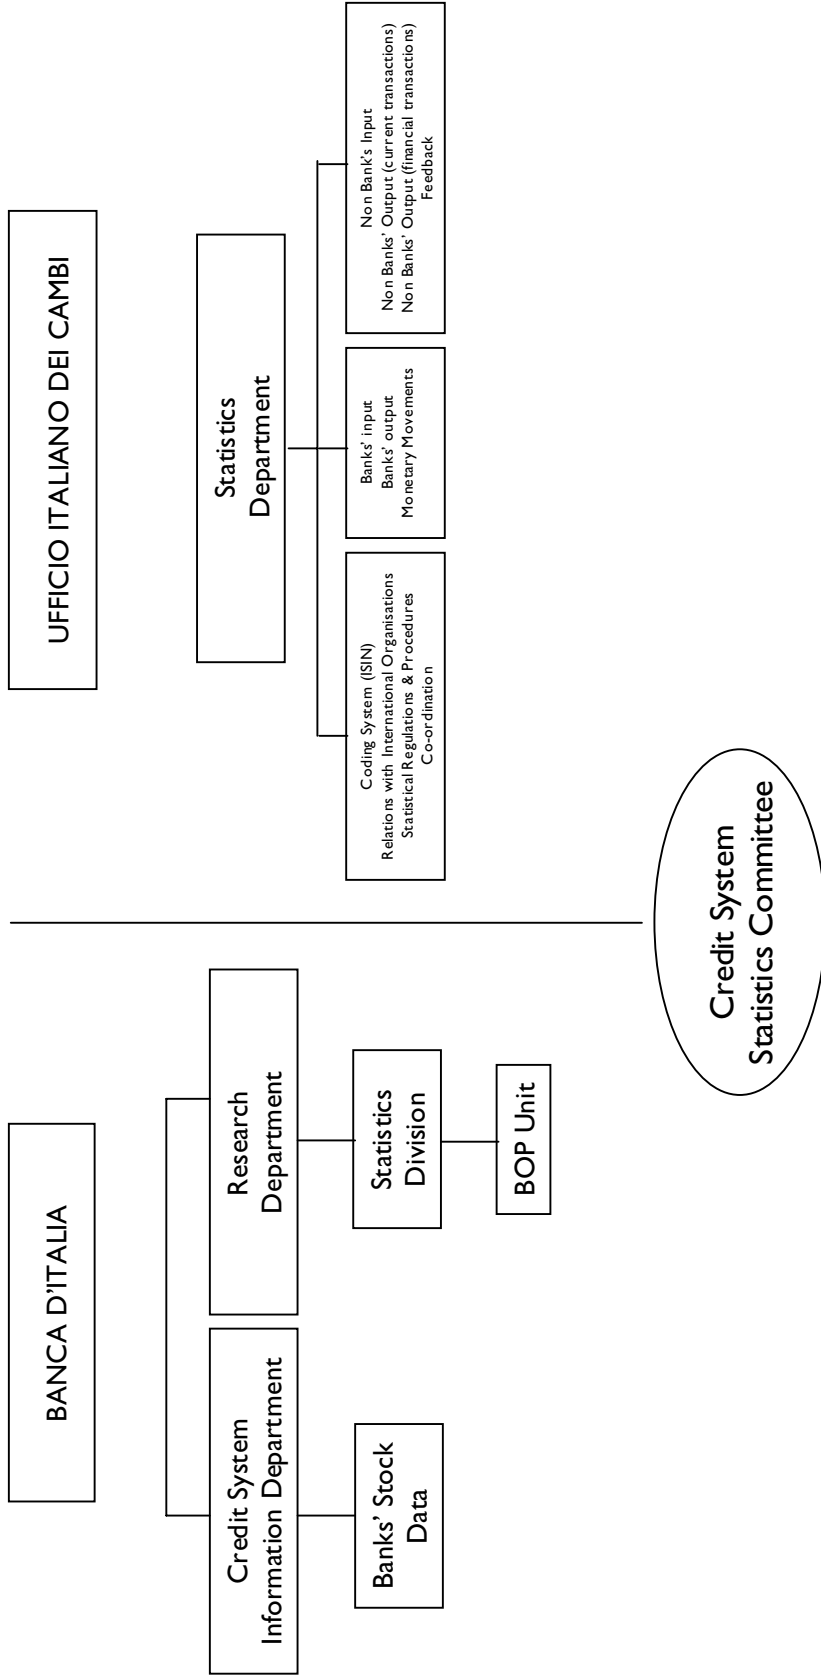 BANCA D'ITALIA
Credit System
Information Department
Research
Department
Banks' Stock
Data
Statistics
Division
BOP Unit
UFFICIO ITALIANO DEI CAMBI
Statistics
Department
Coding System (ISIN)
Relations with International Organisations
Statistical Regulations & Procedures
Co-ordination
Banks' input
Banks' output
Monetary Movements
Non Bank's Input
Non Banks' Output (current transactions)
Non Banks' Output (financial transactions)
Feedback
Credit System
Statistics Committee